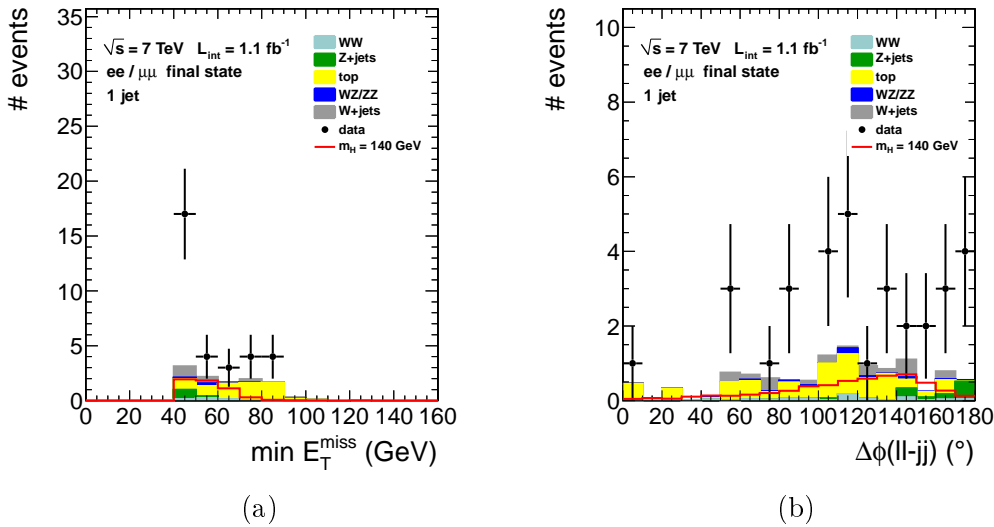 # events
35
30
25
20
15
10
5
0
√s = 7 TeV L_int = 1.1 fb⁻¹
ee / μμ final state
1 jet
WW
Z+jets
top
WZ/ZZ
W+jets
data
m_H = 140 GeV
0 20 40 60 80 100 120 140 160
min E_T^miss (GeV)
(a)
# events
10
8
6
4
2
0
√s = 7 TeV L_int = 1.1 fb⁻¹
ee / μμ final state
1 jet
WW
Z+jets
top
WZ/ZZ
W+jets
data
m_H = 140 GeV
0 20 40 60 80 100 120 140 160 180
Δϕ(ll-jj) (°)
(b)